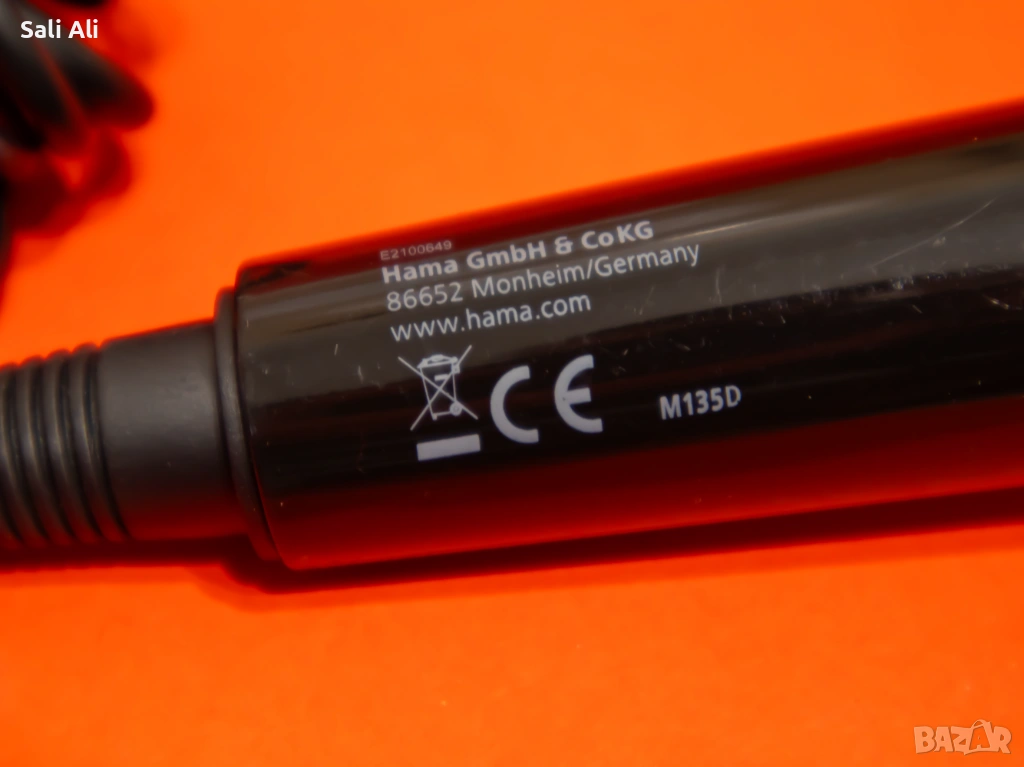 Sali Ali
E2100649
Hama GmbH & CoKG
86652 Monheim/Germany
www.hama.com
CE
M135D
BAZAR